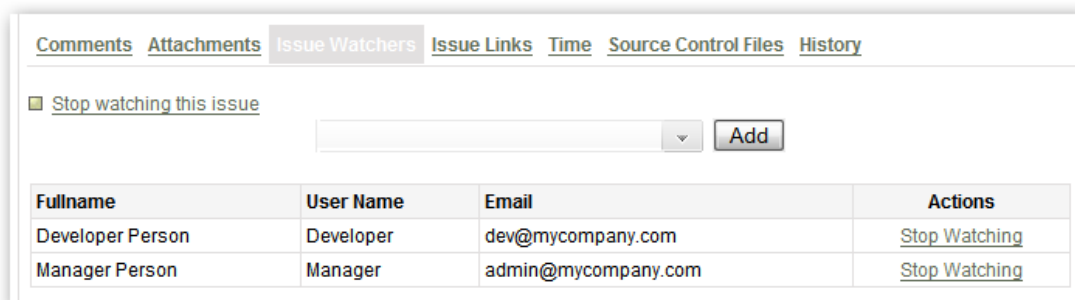 Comments Attachments Issue Watchers Issue Links Time Source Control Files History
Stop watching this issue
Add
Fullname User Name Email Actions
Developer Person Developer dev@mycompany.com Stop Watching
Manager Person Manager admin@mycompany.com Stop Watching